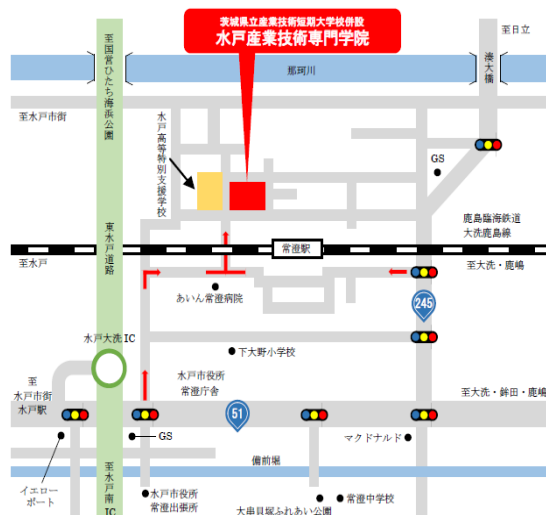 茨城県立産業技術短期大学校併設
水戸産業技術専門学院
至日立
至国営ひたち海浜公園
那珂川
湊大橋
至水戸市街
水戸高等特別支援学校
GS
東水戸道路
鹿島臨海鉄道
大洗鹿島線
常澄駅
至水戸
至大洗・鹿嶋
あいん常澄病院
245
水戸大洗IC
下大野小学校
至
水戸市街
水戸駅
水戸市役所
常澄庁舎
至大洗・鉾田・鹿嶋
51
GS
マクドナルド
イエロー
ポート
備前堀
至水戸南IC
水戸市役所
常澄出張所
常澄中学校
大串貝塚ふれあい公園